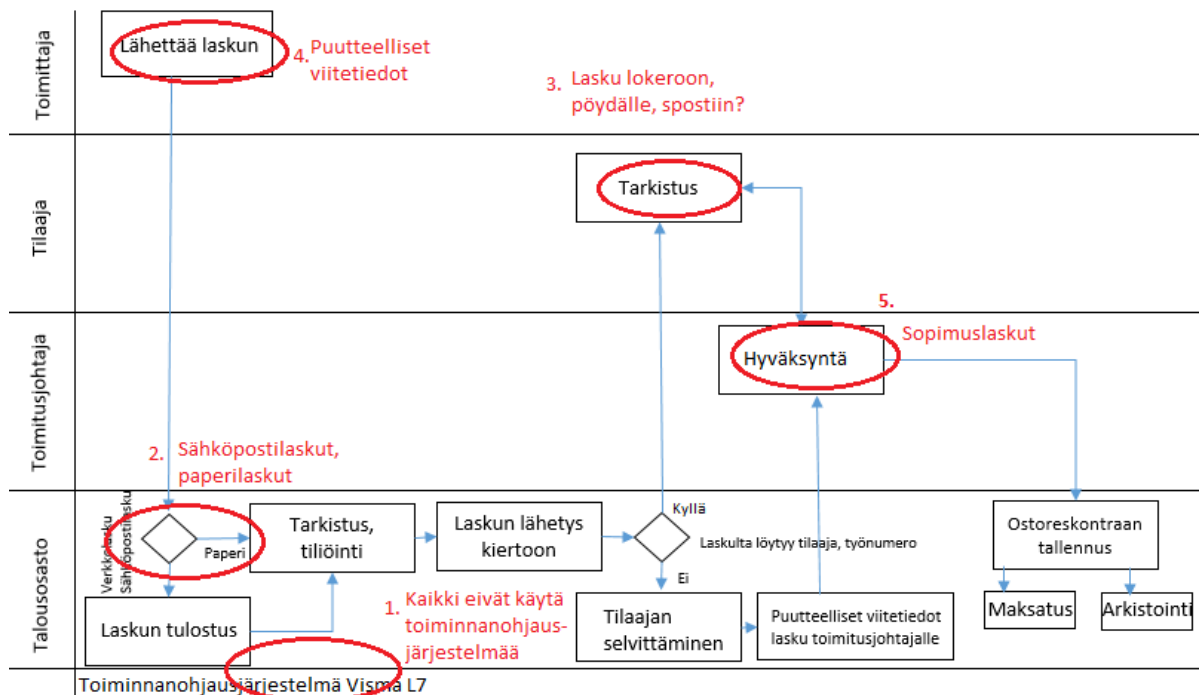 Toimittaja
Lähettää laskun
4. Puutteelliset
viitetiedot
3. Lasku lokeroon,
pöydälle, spostiin?
Tilaaja
Tarkistus
Toimitusjohtaja
5.
Hyväksyntä
Sopimuslaskut
2. Sähköpostilaskut,
paperilaskut
Talousosasto
Verkkolasku
Sähköpostilasku
Paperi
Tarkistus,
tiliöinti
Laskun lähetys
kiertoon
Kyllä
Laskulta löytyy tilaaja, työnumero
Ei
Ostoreskontraan
tallennus
Laskun tulostus
1. Kaikki eivät käytä
toiminnanohjaus-
järjestelmää
Tilaajan
selvittäminen
Puutteelliset viitetiedot
lasku toimitusjohtajalle
Maksatus
Arkistointi
Toiminnanohjausjärjestelmä Visma L7